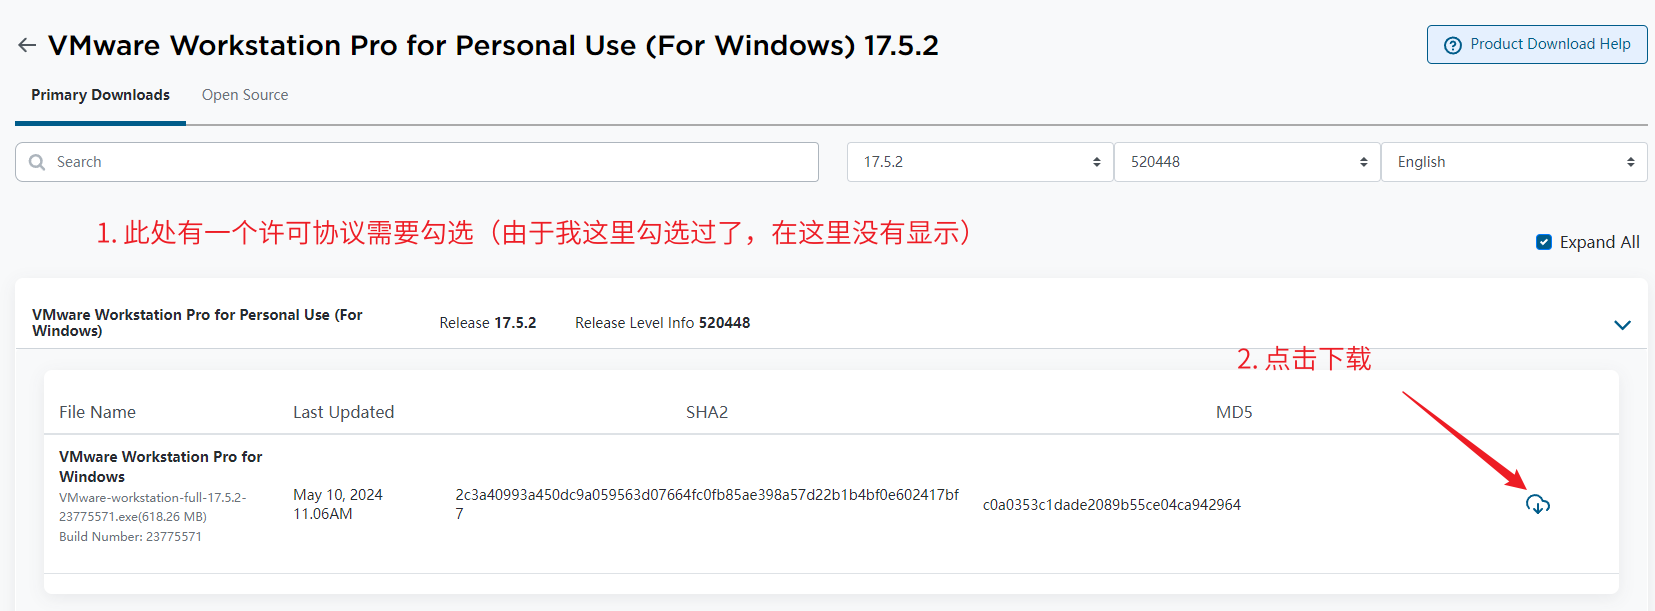 VMware Workstation Pro for Personal Use (For Windows) 17.5.2
Product Download Help
Primary Downloads
Open Source
Search
17.5.2
520448
English
1. 此处有一个许可协议需要勾选（由于我这里勾选过了，在这里没有显示）
Expand All
VMware Workstation Pro for Personal Use (For
Windows)
Release 17.5.2
Release Level Info 520448
2. 点击下载
File Name
Last Updated
SHA2
MD5
VMware Workstation Pro for
Windows
VMware-workstation-full-17.5.2-
23775571.exe(618.26 MB)
Build Number: 23775571
May 10, 2024
11.06AM
2c3a40993a450dc9a059563d07664fc0fb85ae398a57d22b1b4bf0e602417bf
7
c0a0353c1dade2089b55ce04ca942964